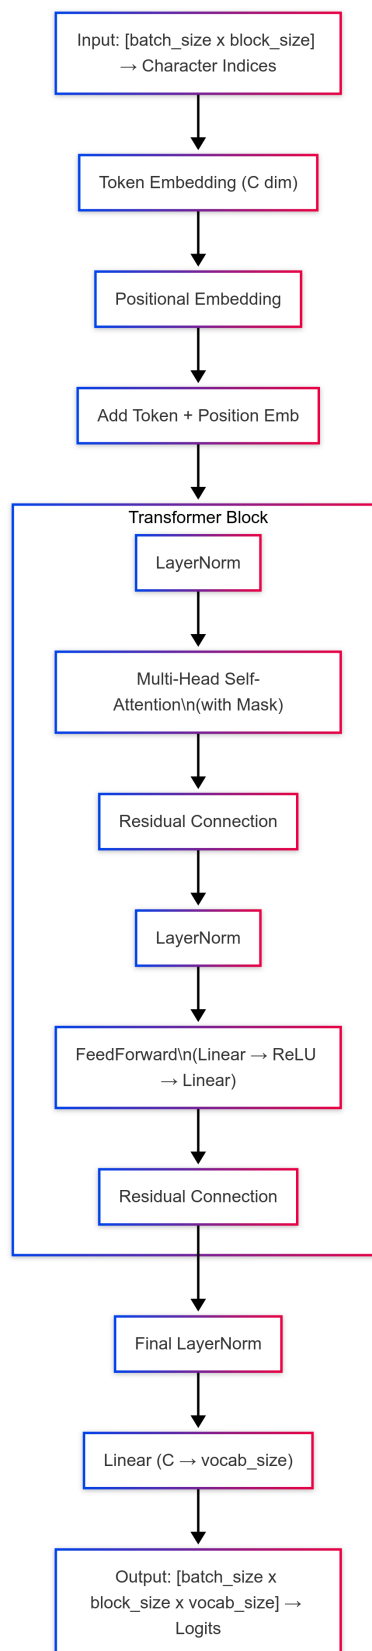 Input: [batch_size x block_size]
→ Character Indices
Token Embedding (C dim)
Positional Embedding
Add Token + Position Emb
Transformer Block
LayerNorm
Multi-Head Self-
Attention\n(with Mask)
Residual Connection
LayerNorm
FeedForward\n(Linear → ReLU
→ Linear)
Residual Connection
Final LayerNorm
Linear (C → vocab_size)
Output: [batch_size x
block_size x vocab_size] →
Logits